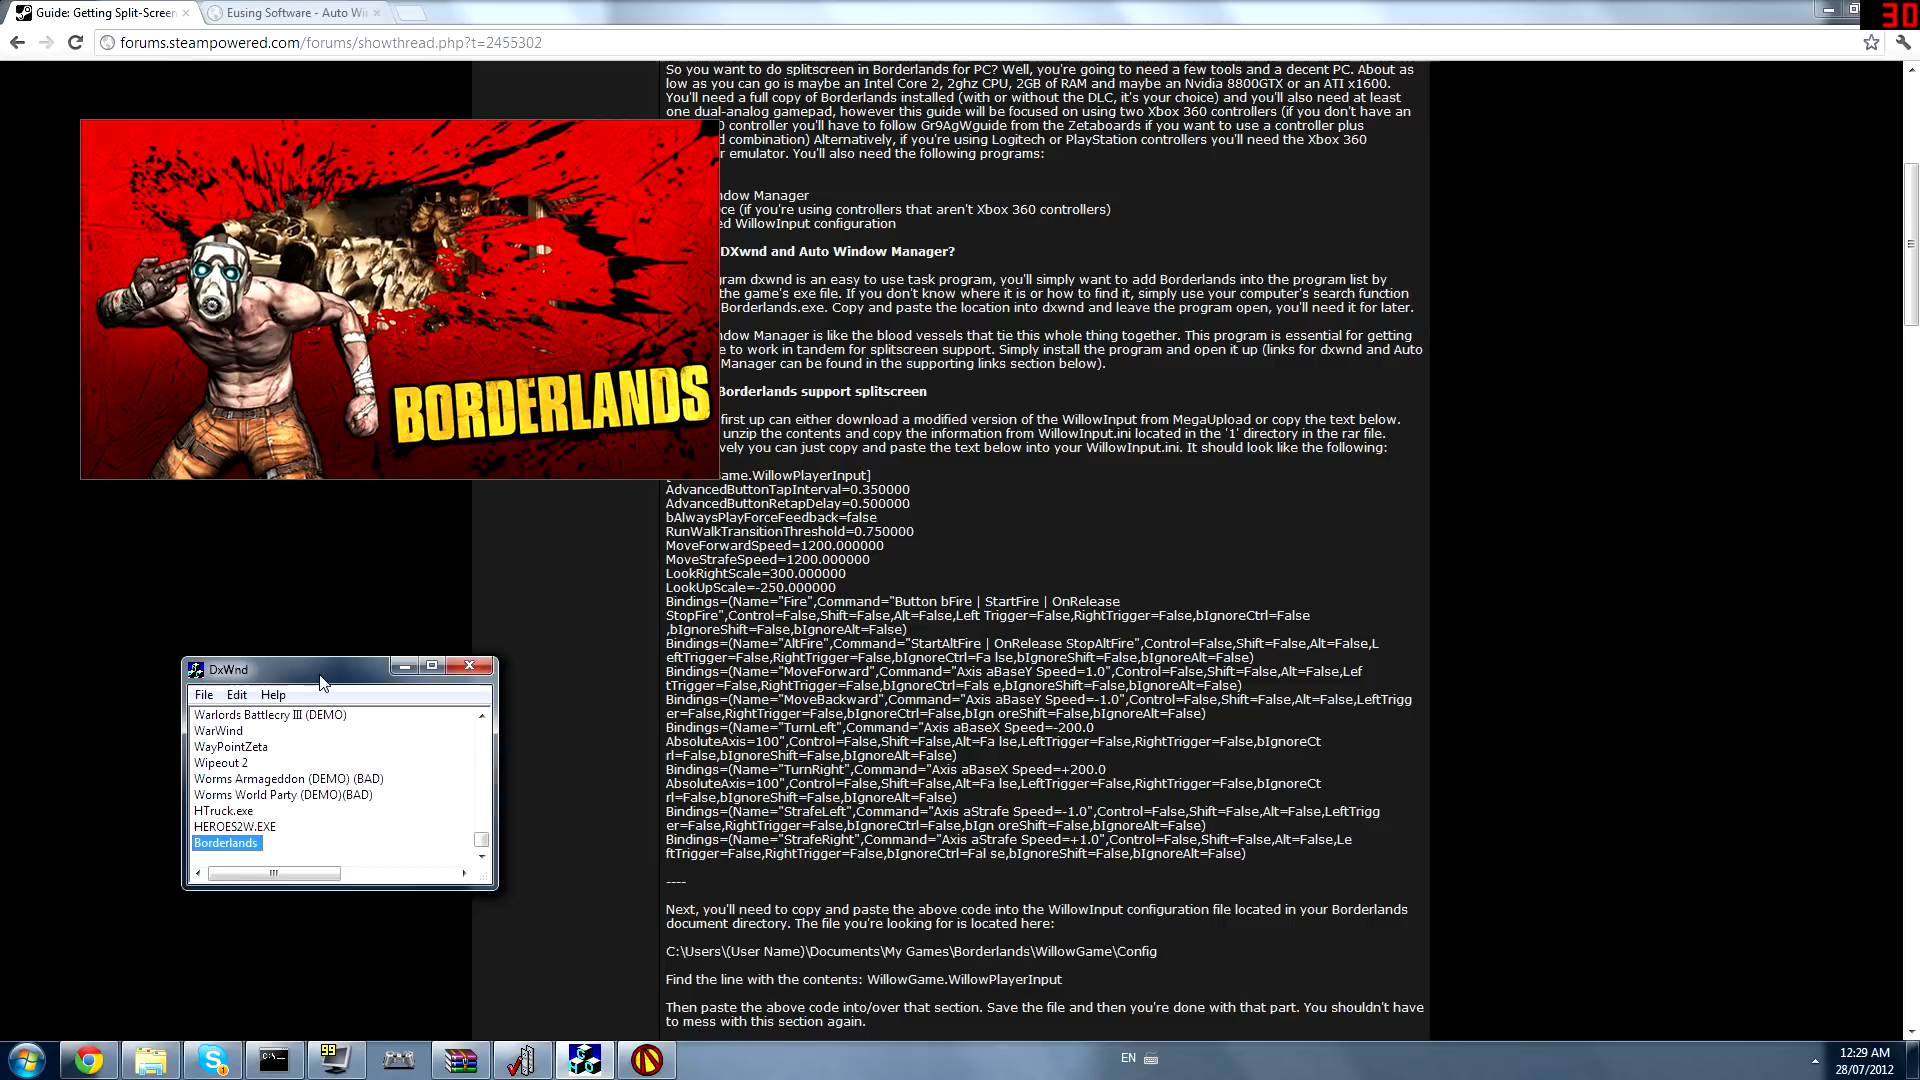 Guide: Getting Split-Screen
Eusing Software - Auto Wi
30
forums.steampowered.com/forums/showthread.php?t=2455302
So you want to do splitscreen in Borderlands for PC? Well, you're going to need a few tools and a decent PC. About as
low as you can go is maybe an Intel Core 2, 2ghz CPU, 2GB of RAM and maybe an Nvidia 8800GTX or an ATI x1600.
You'll need a full copy of Borderlands installed (with or without the DLC, it's your choice) and you'll also need at least
one dual-analog gamepad, however this guide will be focused on using two Xbox 360 controllers (if you don't have an
0 controller you'll have to follow Gr9AgWguide from the Zetaboards if you want to use a controller plus
d combination) Alternatively, if you're using Logitech or PlayStation controllers you'll need the Xbox 360
r emulator. You'll also need the following programs:
ndow Manager
ce (if you're using controllers that aren't Xbox 360 controllers)
ed WillowInput configuration
DXwnd and Auto Window Manager?
gram dxwnd is an easy to use task program, you'll simply want to add Borderlands into the program list by
the game's exe file. If you don't know where it is or how to find it, simply use your computer's search function
Borderlands.exe. Copy and paste the location into dxwnd and leave the program open, you'll need it for later.
ndow Manager is like the blood vessels that tie this whole thing together. This program is essential for getting
e to work in tandem for splitscreen support. Simply install the program and open it up (links for dxwnd and Auto
Manager can be found in the supporting links section below).
Borderlands support splitscreen
first up can either download a modified version of the WillowInput from MegaUpload or copy the text below.
unzip the contents and copy the information from WillowInput.ini located in the '1' directory in the rar file.
vely you can just copy and paste the text below into your WillowInput.ini. It should look like the following:
BORDERLANDS
ame.WillowPlayerInput]
AdvancedButtonTapInterval=0.350000
AdvancedButtonRetapDelay=0.500000
bAlwaysPlayForceFeedback=false
RunWalkTransitionThreshold=0.750000
MoveForwardSpeed=1200.000000
MoveStrafeSpeed=1200.000000
LookRightScale=300.000000
LookUpScale=-250.000000
Bindings=(Name="Fire",Command="Button bFire | StartFire | OnRelease
StopFire",Control=False,Shift=False,Alt=False,Left Trigger=False,RightTrigger=False,bIgnoreCtrl=False
,bIgnoreShift=False,bIgnoreAlt=False)
Bindings=(Name="AltFire",Command="StartAltFire | OnRelease StopAltFire",Control=False,Shift=False,Alt=False,L
eftTrigger=False,RightTrigger=False,bIgnoreCtrl=Fa lse,bIgnoreShift=False,bIgnoreAlt=False)
Bindings=(Name="MoveForward",Command="Axis aBaseY Speed=1.0",Control=False,Shift=False,Alt=False,Lef
tTrigger=False,RightTrigger=False,bIgnoreCtrl=Fals e,bIgnoreShift=False,bIgnoreAlt=False)
Bindings=(Name="MoveBackward",Command="Axis aBaseY Speed=-1.0",Control=False,Shift=False,Alt=False,LeftTrigg
er=False,RightTrigger=False,bIgnoreCtrl=False,bIgn oreShift=False,bIgnoreAlt=False)
Bindings=(Name="TurnLeft",Command="Axis aBaseX Speed=-200.0
AbsoluteAxis=100",Control=False,Shift=False,Alt=Fa lse,LeftTrigger=False,RightTrigger=False,bIgnoreCt
rl=False,bIgnoreShift=False,bIgnoreAlt=False)
Bindings=(Name="TurnRight",Command="Axis aBaseX Speed=+200.0
AbsoluteAxis=100",Control=False,Shift=False,Alt=Fa lse,LeftTrigger=False,RightTrigger=False,bIgnoreCt
rl=False,bIgnoreShift=False,bIgnoreAlt=False)
Bindings=(Name="StrafeLeft",Command="Axis aStrafe Speed=-1.0",Control=False,Shift=False,Alt=False,LeftTrigg
er=False,RightTrigger=False,bIgnoreCtrl=False,bIgn oreShift=False,bIgnoreAlt=False)
Bindings=(Name="StrafeRight",Command="Axis aStrafe Speed=+1.0",Control=False,Shift=False,Alt=False,Le
ftTrigger=False,RightTrigger=False,bIgnoreCtrl=Fal se,bIgnoreShift=False,bIgnoreAlt=False)
----
Next, you'll need to copy and paste the above code into the WillowInput configuration file located in your Borderlands
document directory. The file you're looking for is located here:
C:\Users\(User Name)\Documents\My Games\Borderlands\WillowGame\Config
Find the line with the contents: WillowGame.WillowPlayerInput
Then paste the above code into/over that section. Save the file and then you're done with that part. You shouldn't have
to mess with this section again.
DxWnd
File Edit Help
Warlords Battlecry III (DEMO)
WarWind
WayPointZeta
Wipeout 2
Worms Armageddon (DEMO) (BAD)
Worms World Party (DEMO)(BAD)
HTruck.exe
HEROES2W.EXE
Borderlands
99
EN
12:29 AM
28/07/2012